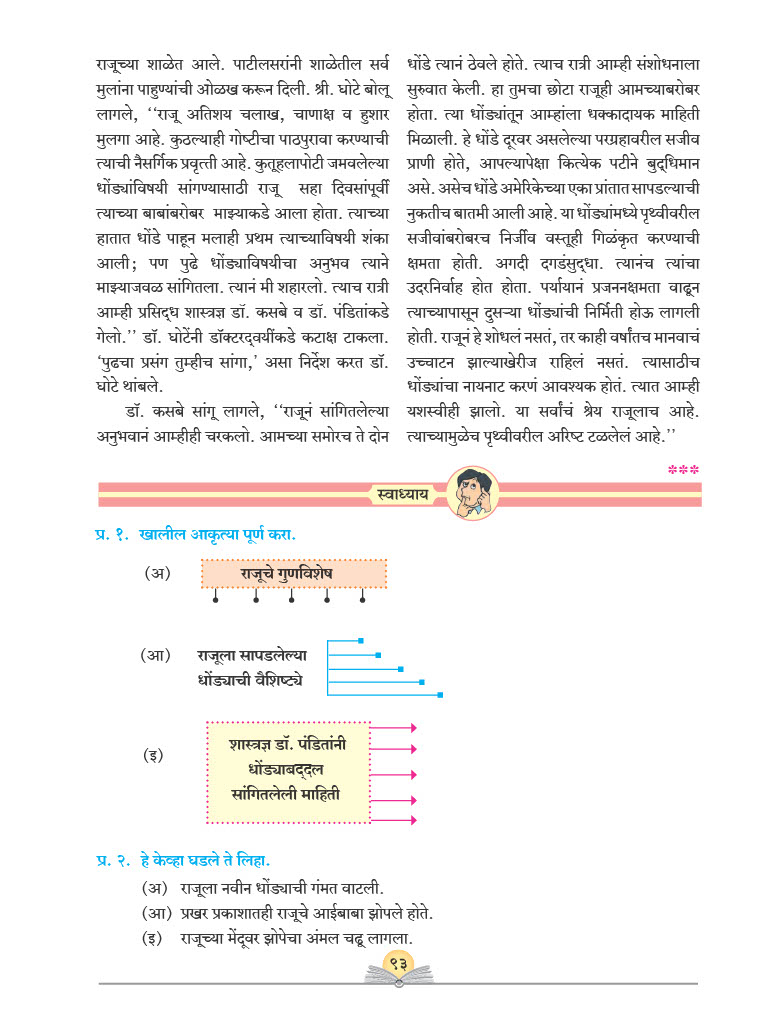 राजूच्या शाळेत आले. पाटीलसरांनी शाळेतील सर्व
मुलांना पाहुण्यांची ओळख करून दिली. श्री. घोटे बोलू
लागले, ‘‘राजू अतिशय चलाख, चाणाक्ष व हुशार
मुलगा आहे. कुठल्याही गोष्टीचा पाठपुरावा करण्याची
त्याची नैसर्गिक प्रवृत्ती आहे. कुतूहलापोटी जमवलेल्या
धोंड्यांविषयी सांगण्यासाठी राजू सहा दिवसांपूर्वी
त्याच्या बाबांबरोबर माझ्याकडे आला होता. त्याच्या
हातात धोंडे पाहून मलाही प्रथम त्याच्याविषयी शंका
आली; पण पुढे धोंड्याविषयीचा अनुभव त्याने
माझ्याजवळ सांगितला. त्यानं मी शहारलो. त्याच रात्री
आम्ही प्रसिद्ध शास्त्रज्ञ डॉ. कसबे व डॉ. पंडितांकडे
गेलो.’’ डॉ. घोटेंनी डॉक्टरद्वयींकडे कटाक्ष टाकला.
‘पुढचा प्रसंग तुम्हीच सांगा,’ असा निर्देश करत डॉ.
घोटे थांबले.
डॉ. कसबे सांगू लागले, ‘‘राजूनं सांगितलेल्या
अनुभवानं आम्हीही चरकलो. आमच्या समोरच ते दोन
धोंडे त्यानं ठेवले होते. त्याच रात्री आम्ही संशोधनाला
सुरुवात केली. हा तुमचा छोटा राजूही आमच्याबरोबर
होता. त्या धोंड्यांतून आम्हांला धक्कादायक माहिती
मिळाली. हे धोंडे दूरवर असलेल्या परग्रहावरील सजीव
प्राणी होते, आपल्यापेक्षा कित्येक पटीने बुद्धिमान
असे. असेच धोंडे अमेरिकेच्या एका प्रांतात सापडल्याची
नुकतीच बातमी आली आहे. या धोंड्यांमध्ये पृथ्वीवरील
सजीवांबरोबरच निर्जीव वस्तूही गिळंकृत करण्याची
क्षमता होती. अगदी दगडंसुद्धा. त्यानंच त्यांचा
उदरनिर्वाह होत होता. पर्यायानं प्रजननक्षमता वाढून
त्याच्यापासून दुसऱ्या धोंड्यांची निर्मिती होऊ लागली
होती. राजूनं हे शोधलं नसतं, तर काही वर्षांतच मानवाचं
उच्चाटन झाल्याखेरीज राहिलं नसतं. त्यासाठीच
धोंड्यांचा नायनाट करणं आवश्यक होतं. त्यात आम्ही
यशस्वीही झालो. या सर्वांचं श्रेय राजूलाच आहे.
त्याच्यामुळेच पृथ्वीवरील अरिष्ट टळलेलं आहे.’’
***
स्वाध्याय
प्र. १. खालील आकृत्या पूर्ण करा.
(अ) राजूचे गुणविशेष
(आ) राजूला सापडलेल्या
धोंड्याची वैशिष्ट्ये
(इ) शास्त्रज्ञ डॉ. पंडितांनी
धोंड्याबद्दल
सांगितलेली माहिती
प्र. २. हे केव्हा घडले ते लिहा.
(अ) राजूला नवीन धोंड्याची गंमत वाटली.
(आ) प्रखर प्रकाशातही राजूचे आईबाबा झोपले होते.
(इ) राजूच्या मेंदूवर झोपेचा अंमल चढू लागला.
९३